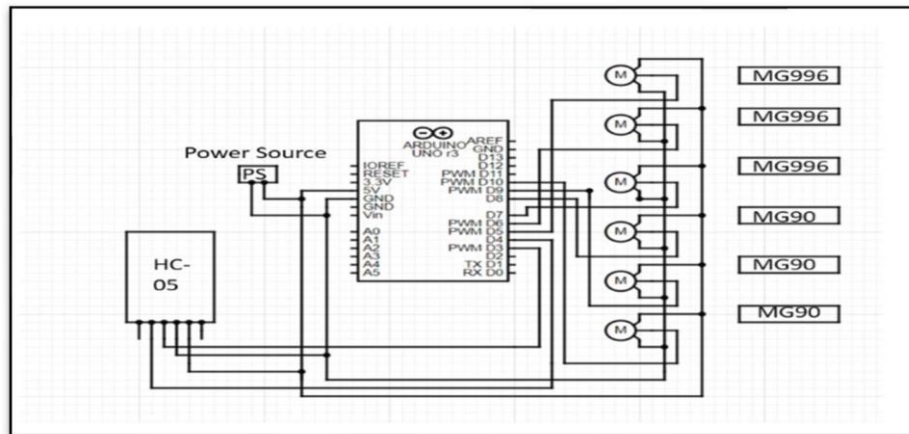 MG996
MG996
MG996
MG90
MG90
MG90
Power Source
PS
HC-
05
ARDUINO
UNO r3
IOREF
RESET
3.3V
5V
GND
GND
Vin
A0
A1
A2
A3
A4
A5
AREF
GND
D13
D12
PWM D11
PWM D10
PWM D9
D8
D7
PWM D6
PWM D5
D4
PWM D3
D2
TX D1
RX D0
M
M
M
M
M
M